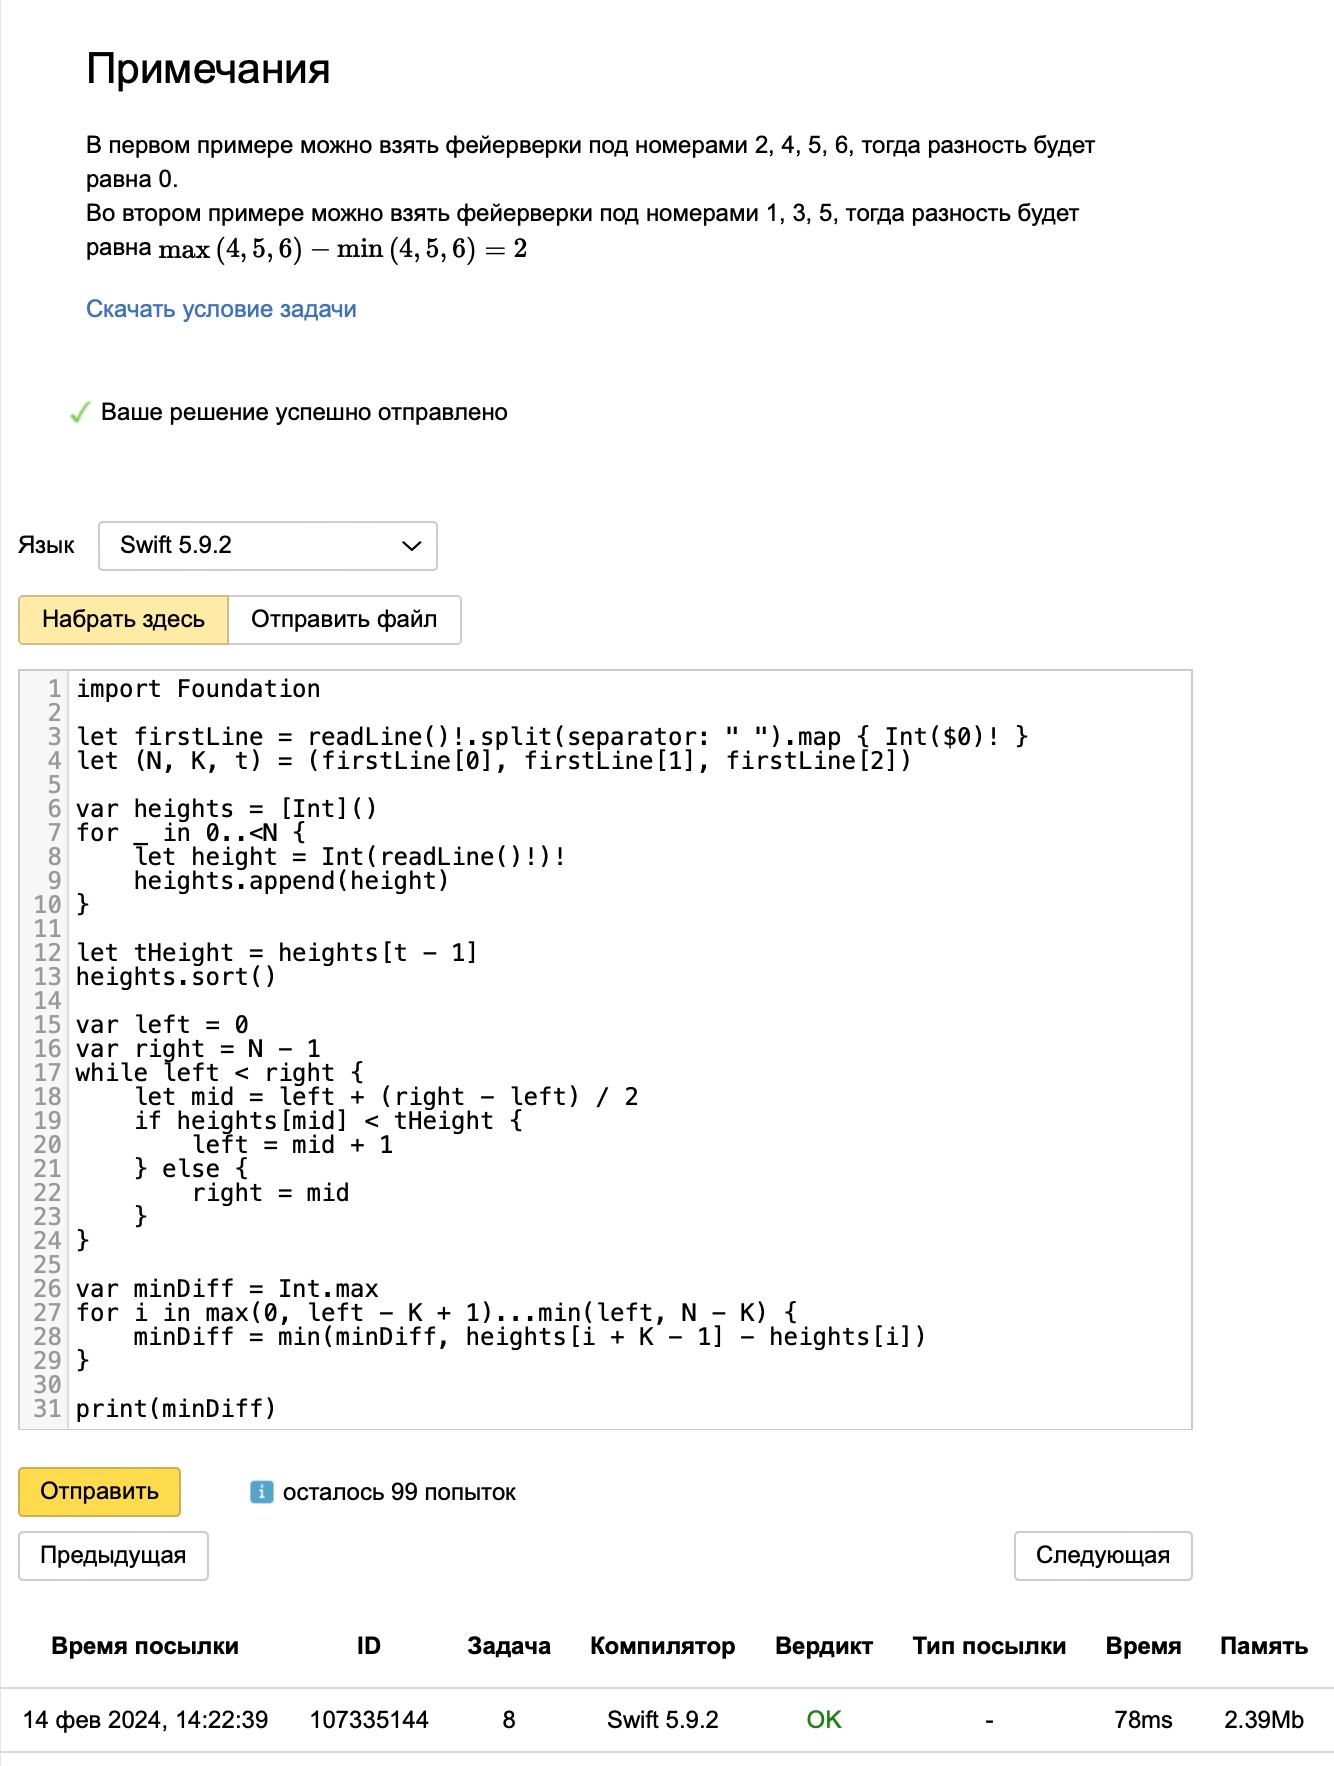 Примечания
В первом примере можно взять фейерверки под номерами 2, 4, 5, 6, тогда разность будет
равна 0.
Во втором примере можно взять фейерверки под номерами 1, 3, 5, тогда разность будет
равна max (4, 5, 6) − min (4, 5, 6) = 2
Скачать условие задачи
Ваше решение успешно отправлено
Язык Swift 5.9.2
Набрать здесь Отправить файл
1 import Foundation
2
3 let firstLine = readLine()!.split(separator: " ").map { Int($0)! }
4 let (N, K, t) = (firstLine[0], firstLine[1], firstLine[2])
5
6 var heights = [Int]()
7 for _ in 0..<N {
8     let height = Int(readLine()!)!
9     heights.append(height)
10 }
11
12 let tHeight = heights[t - 1]
13 heights.sort()
14
15 var left = 0
16 var right = N - 1
17 while left < right {
18     let mid = left + (right - left) / 2
19     if heights[mid] < tHeight {
20         left = mid + 1
21     } else {
22         right = mid
23     }
24 }
25
26 var minDiff = Int.max
27 for i in max(0, left - K + 1)...min(left, N - K) {
28     minDiff = min(minDiff, heights[i + K - 1] - heights[i])
29 }
30
31 print(minDiff)
Отправить i осталось 99 попыток
Предыдущая Следующая
Время посылки ID Задача Компилятор Вердикт Тип посылки Время Память
14 фев 2024, 14:22:39 107335144 8 Swift 5.9.2 OK - 78ms 2.39Mb